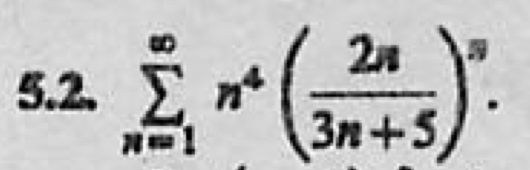 5.2. $\sum_{n=1}^{\infty} n^4 \left( \frac{2n}{3n+5} \right)^n$.